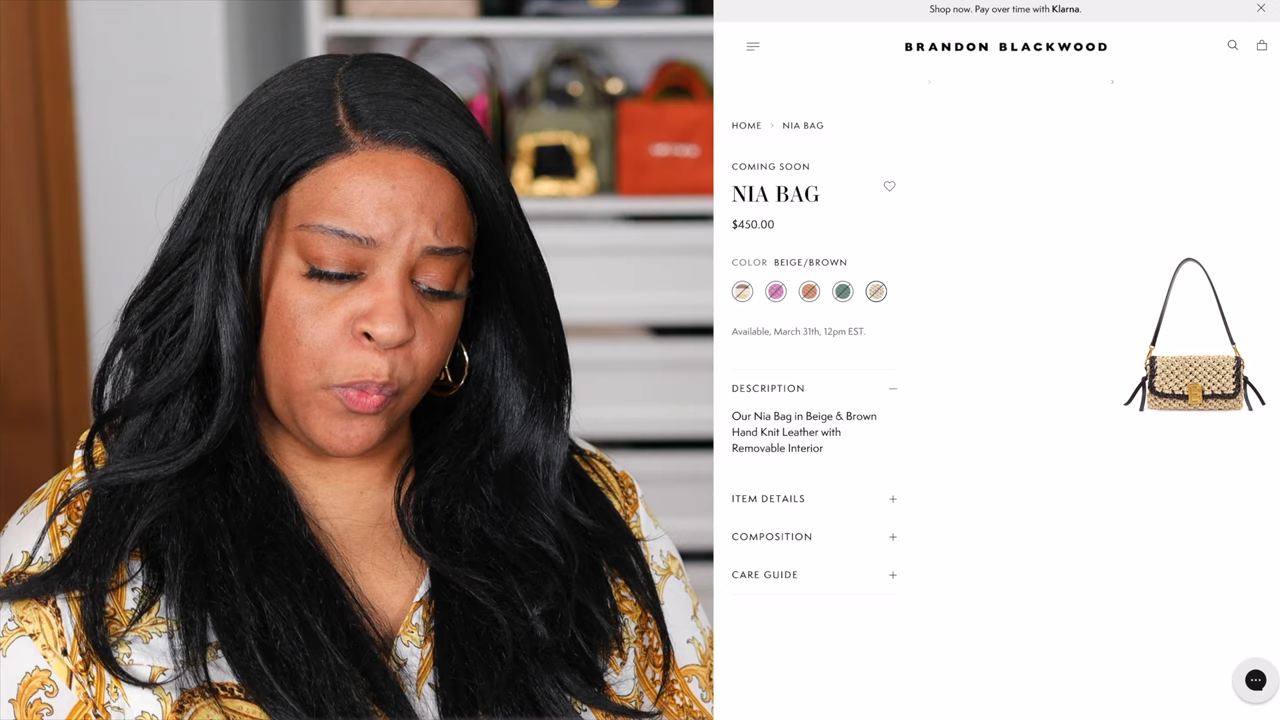 Shop now. Pay over time with Klarna.
BRANDON BLACKWOOD
HOME > NIA BAG
COMING SOON
NIA BAG
$450.00
COLOR BEIGE/BROWN
Available, March 31th, 12pm EST.
DESCRIPTION
Our Nia Bag in Beige & Brown
Hand Knit Leather with
Removable Interior
ITEM DETAILS
COMPOSITION
CARE GUIDE